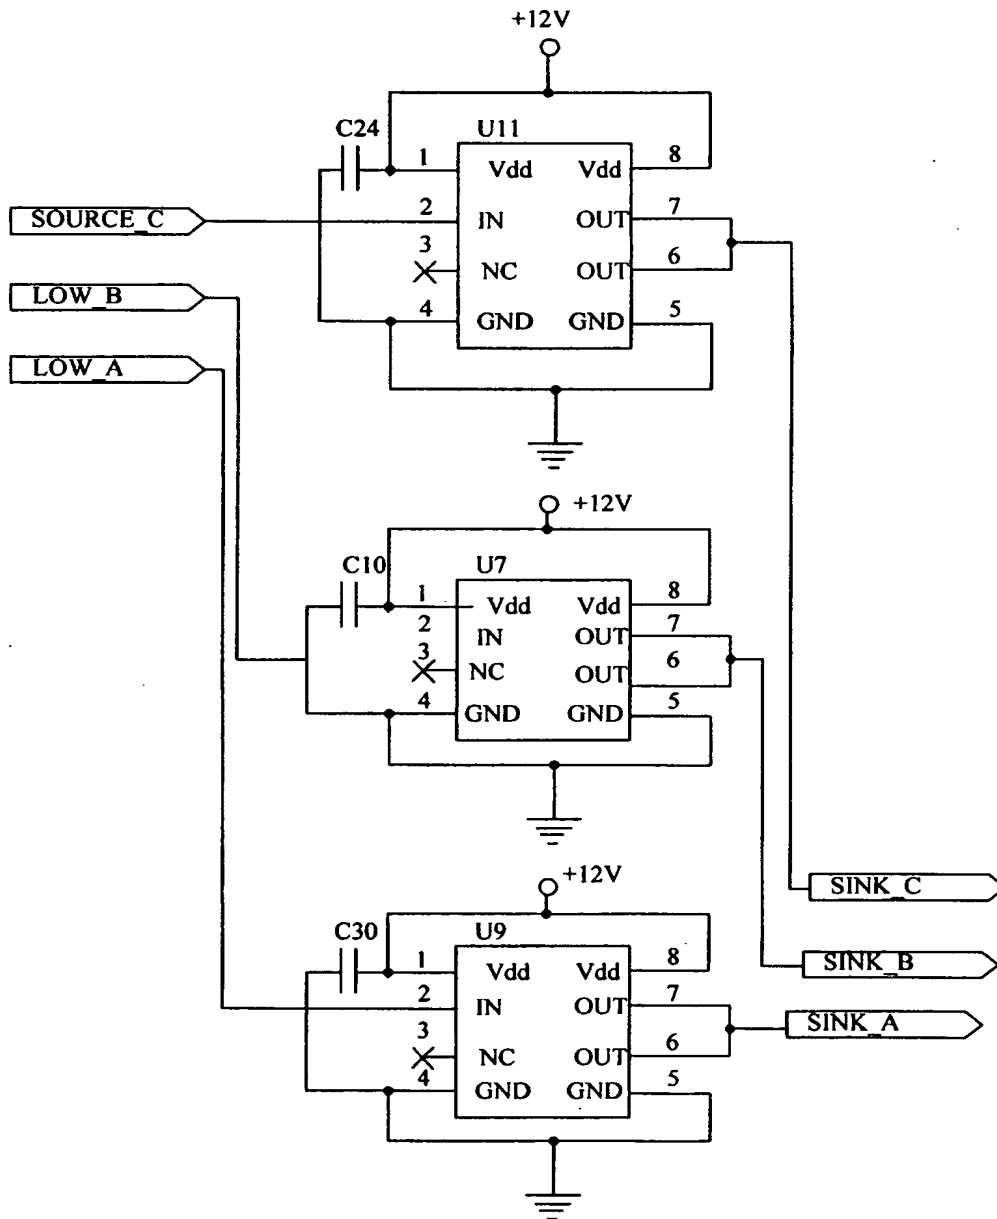 +12V
C24
U11
1
Vdd
Vdd
8
SOURCE_C
2
IN
OUT
7
3
NC
OUT
6
LOW_B
4
GND
GND
5
LOW_A
+12V
C10
U7
1
Vdd
Vdd
8
2
IN
OUT
7
3
NC
OUT
6
4
GND
GND
5
+12V
C30
U9
SINK_C
1
Vdd
Vdd
8
SINK_B
2
IN
OUT
7
SINK_A
3
NC
OUT
6
4
GND
GND
5